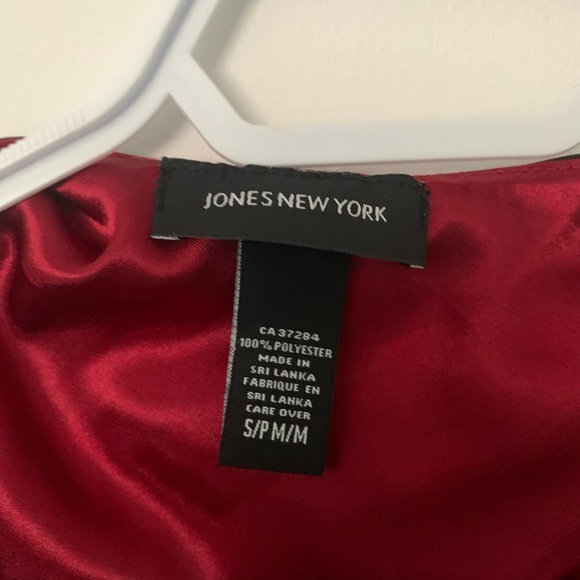 JONES NEW YORK
CA 37284
100% POLYESTER
MADE IN
SRI LANKA
FABRIQUE EN
SRI LANKA
CARE OVER
S/P M/M